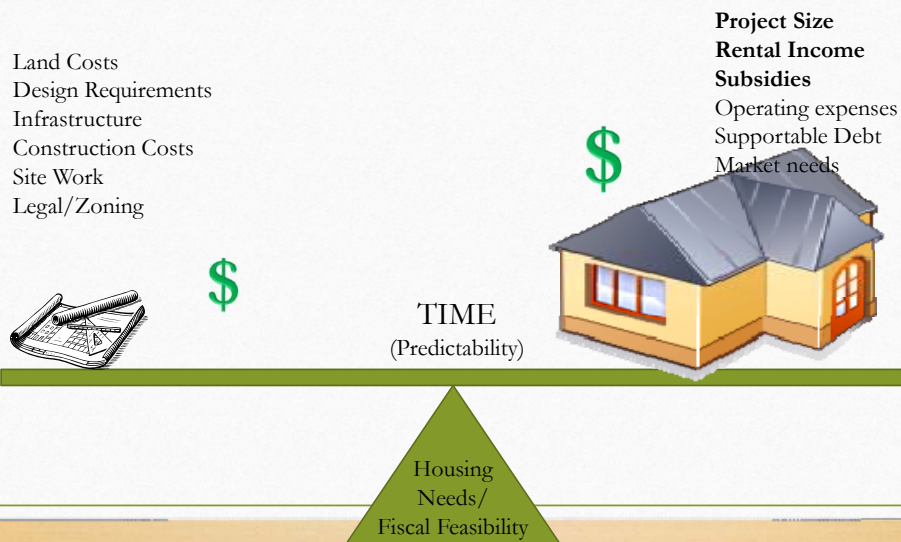 Land Costs
Design Requirements
Infrastructure
Construction Costs
Site Work
Legal/Zoning
$
TIME
(Predictability)
$
Project Size
Rental Income
Subsidies
Operating expenses
Supportable Debt
Market needs
Housing
Needs/
Fiscal Feasibility